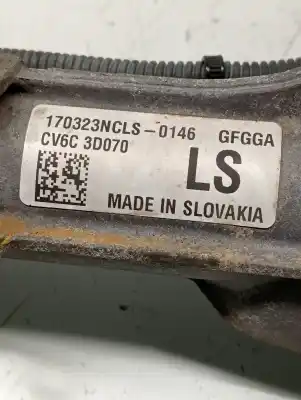 170323NCLS-0146 GFGGA
CV6C 3D070
LS
MADE IN SLOVAKIA